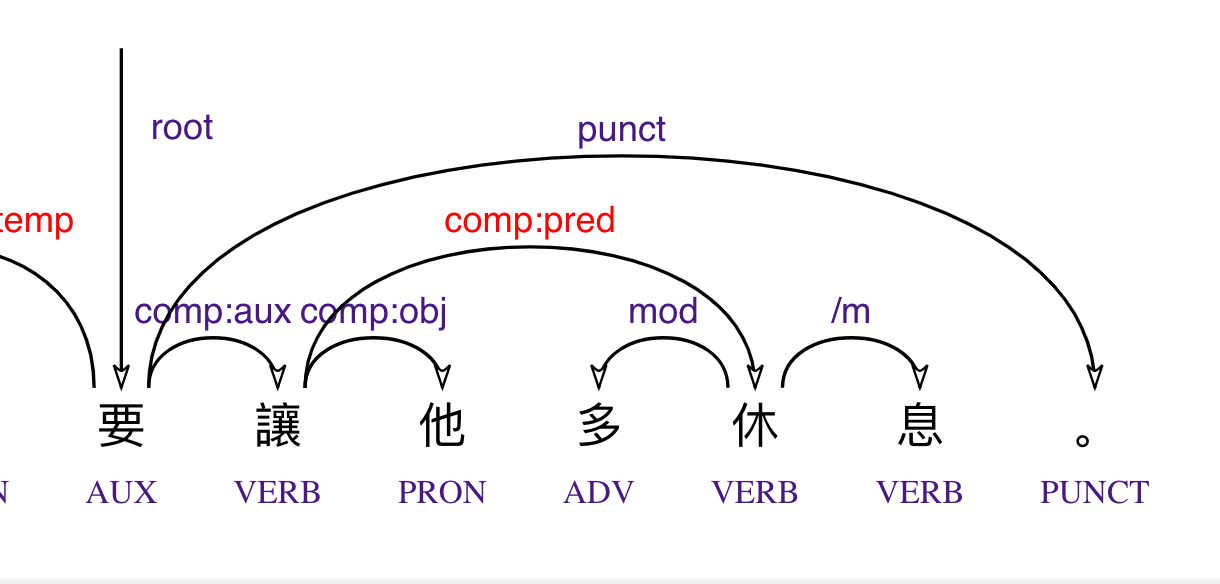 root
punct
temp
comp:pred
comp:aux comp:obj mod /m
要 讓 他 多 休 息 。
N AUX VERB PRON ADV VERB VERB PUNCT